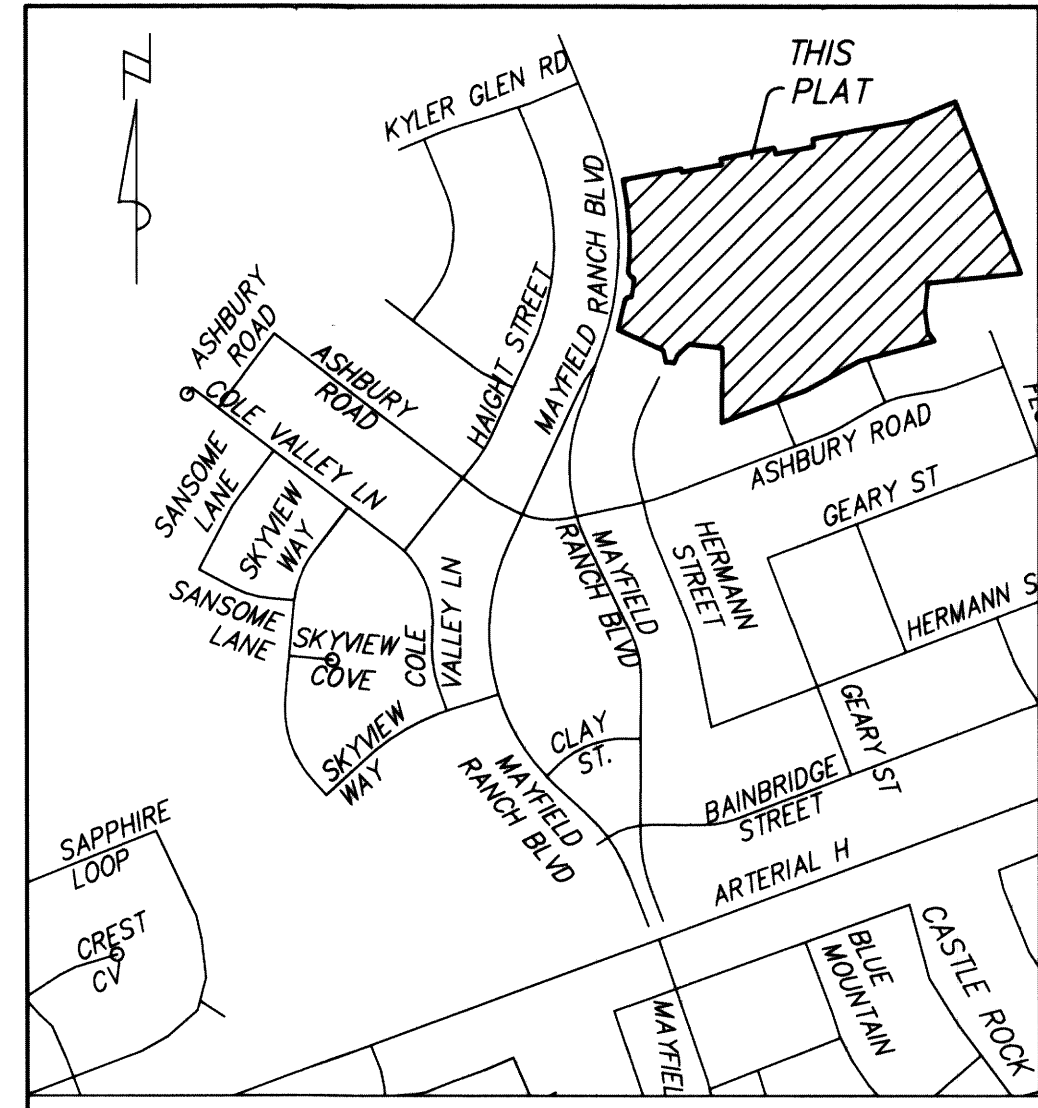 THIS
PLAT
KYLER GLEN RD
MAYFIELD RANCH BLVD
HAIGHT STREET
ASHBURY
ROAD
ASHBURY
ROAD
COLE VALLEY LN
SANSOME
LANE
SKYVIEW
WAY
SANSOME
LANE
SKYVIEW
COVE
COLE
VALLEY LN
SKYVIEW
WAY
ASHBURY ROAD
GEARY ST
MAYFIELD
RANCH BLVD
HERMANN
STREET
HERMANN S
GEARY ST
CLAY
ST.
MAYFIELD
RANCH BLVD
BAINBRIDGE
STREET
ARTERIAL H
SAPPHIRE
LOOP
CREST
CV
BLUE
MOUNTAIN
CASTLE ROCK
MAYFIEL